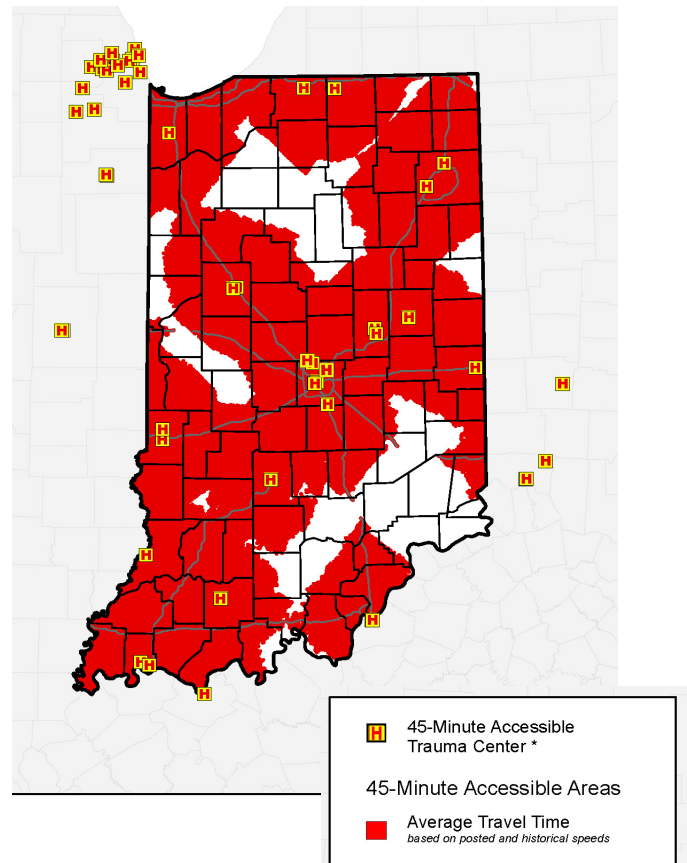 45-Minute Accessible
Trauma Center *
45-Minute Accessible Areas
Average Travel Time
based on posted and historical speeds